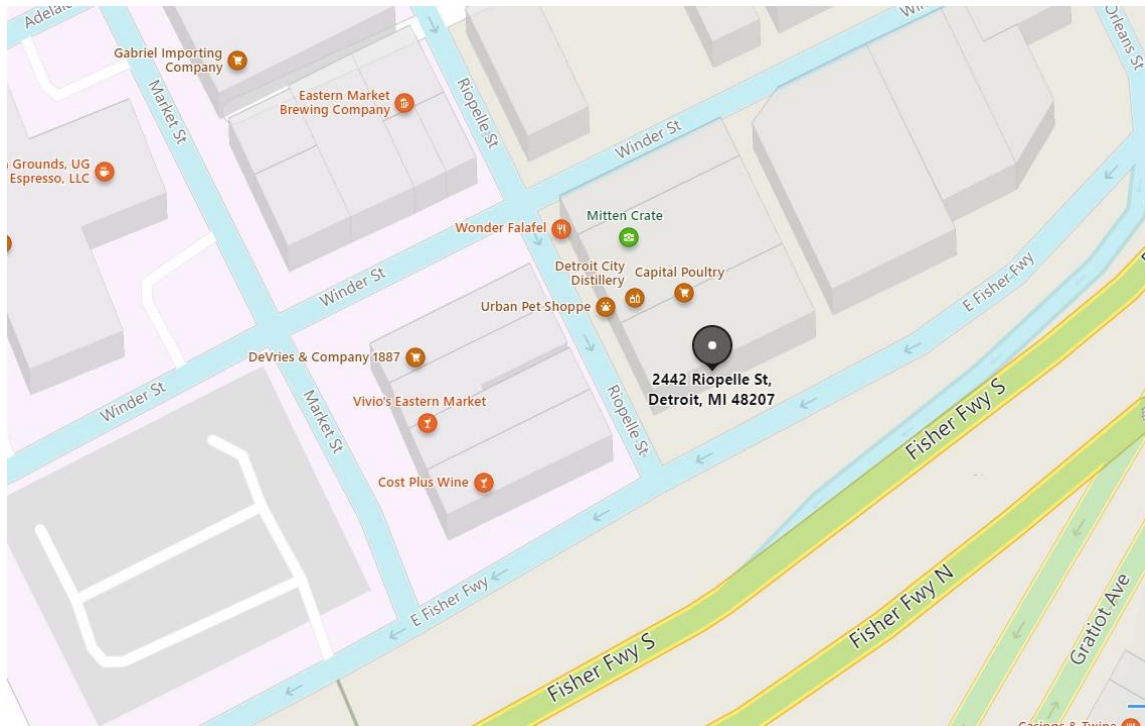 Adelai
Gabriel Importing
Company
Market St
Eastern Market
Brewing Company
Riopelle St
Orleans St
Winder St
Grounds, UG
Espresso, LLC
Wonder Falafel
Mitten Crate
Detroit City
Distillery
Capital Poultry
Urban Pet Shoppe
E Fisher Fwy
Winder St
DeVries & Company 1887
2442 Riopelle St,
Detroit, MI 48207
Winder St
Market St
Vivio's Eastern Market
Riopelle St
Fisher Fwy S
Cost Plus Wine
E Fisher Fwy
Fisher Fwy N
Gratiot Ave
Fisher Fwy S